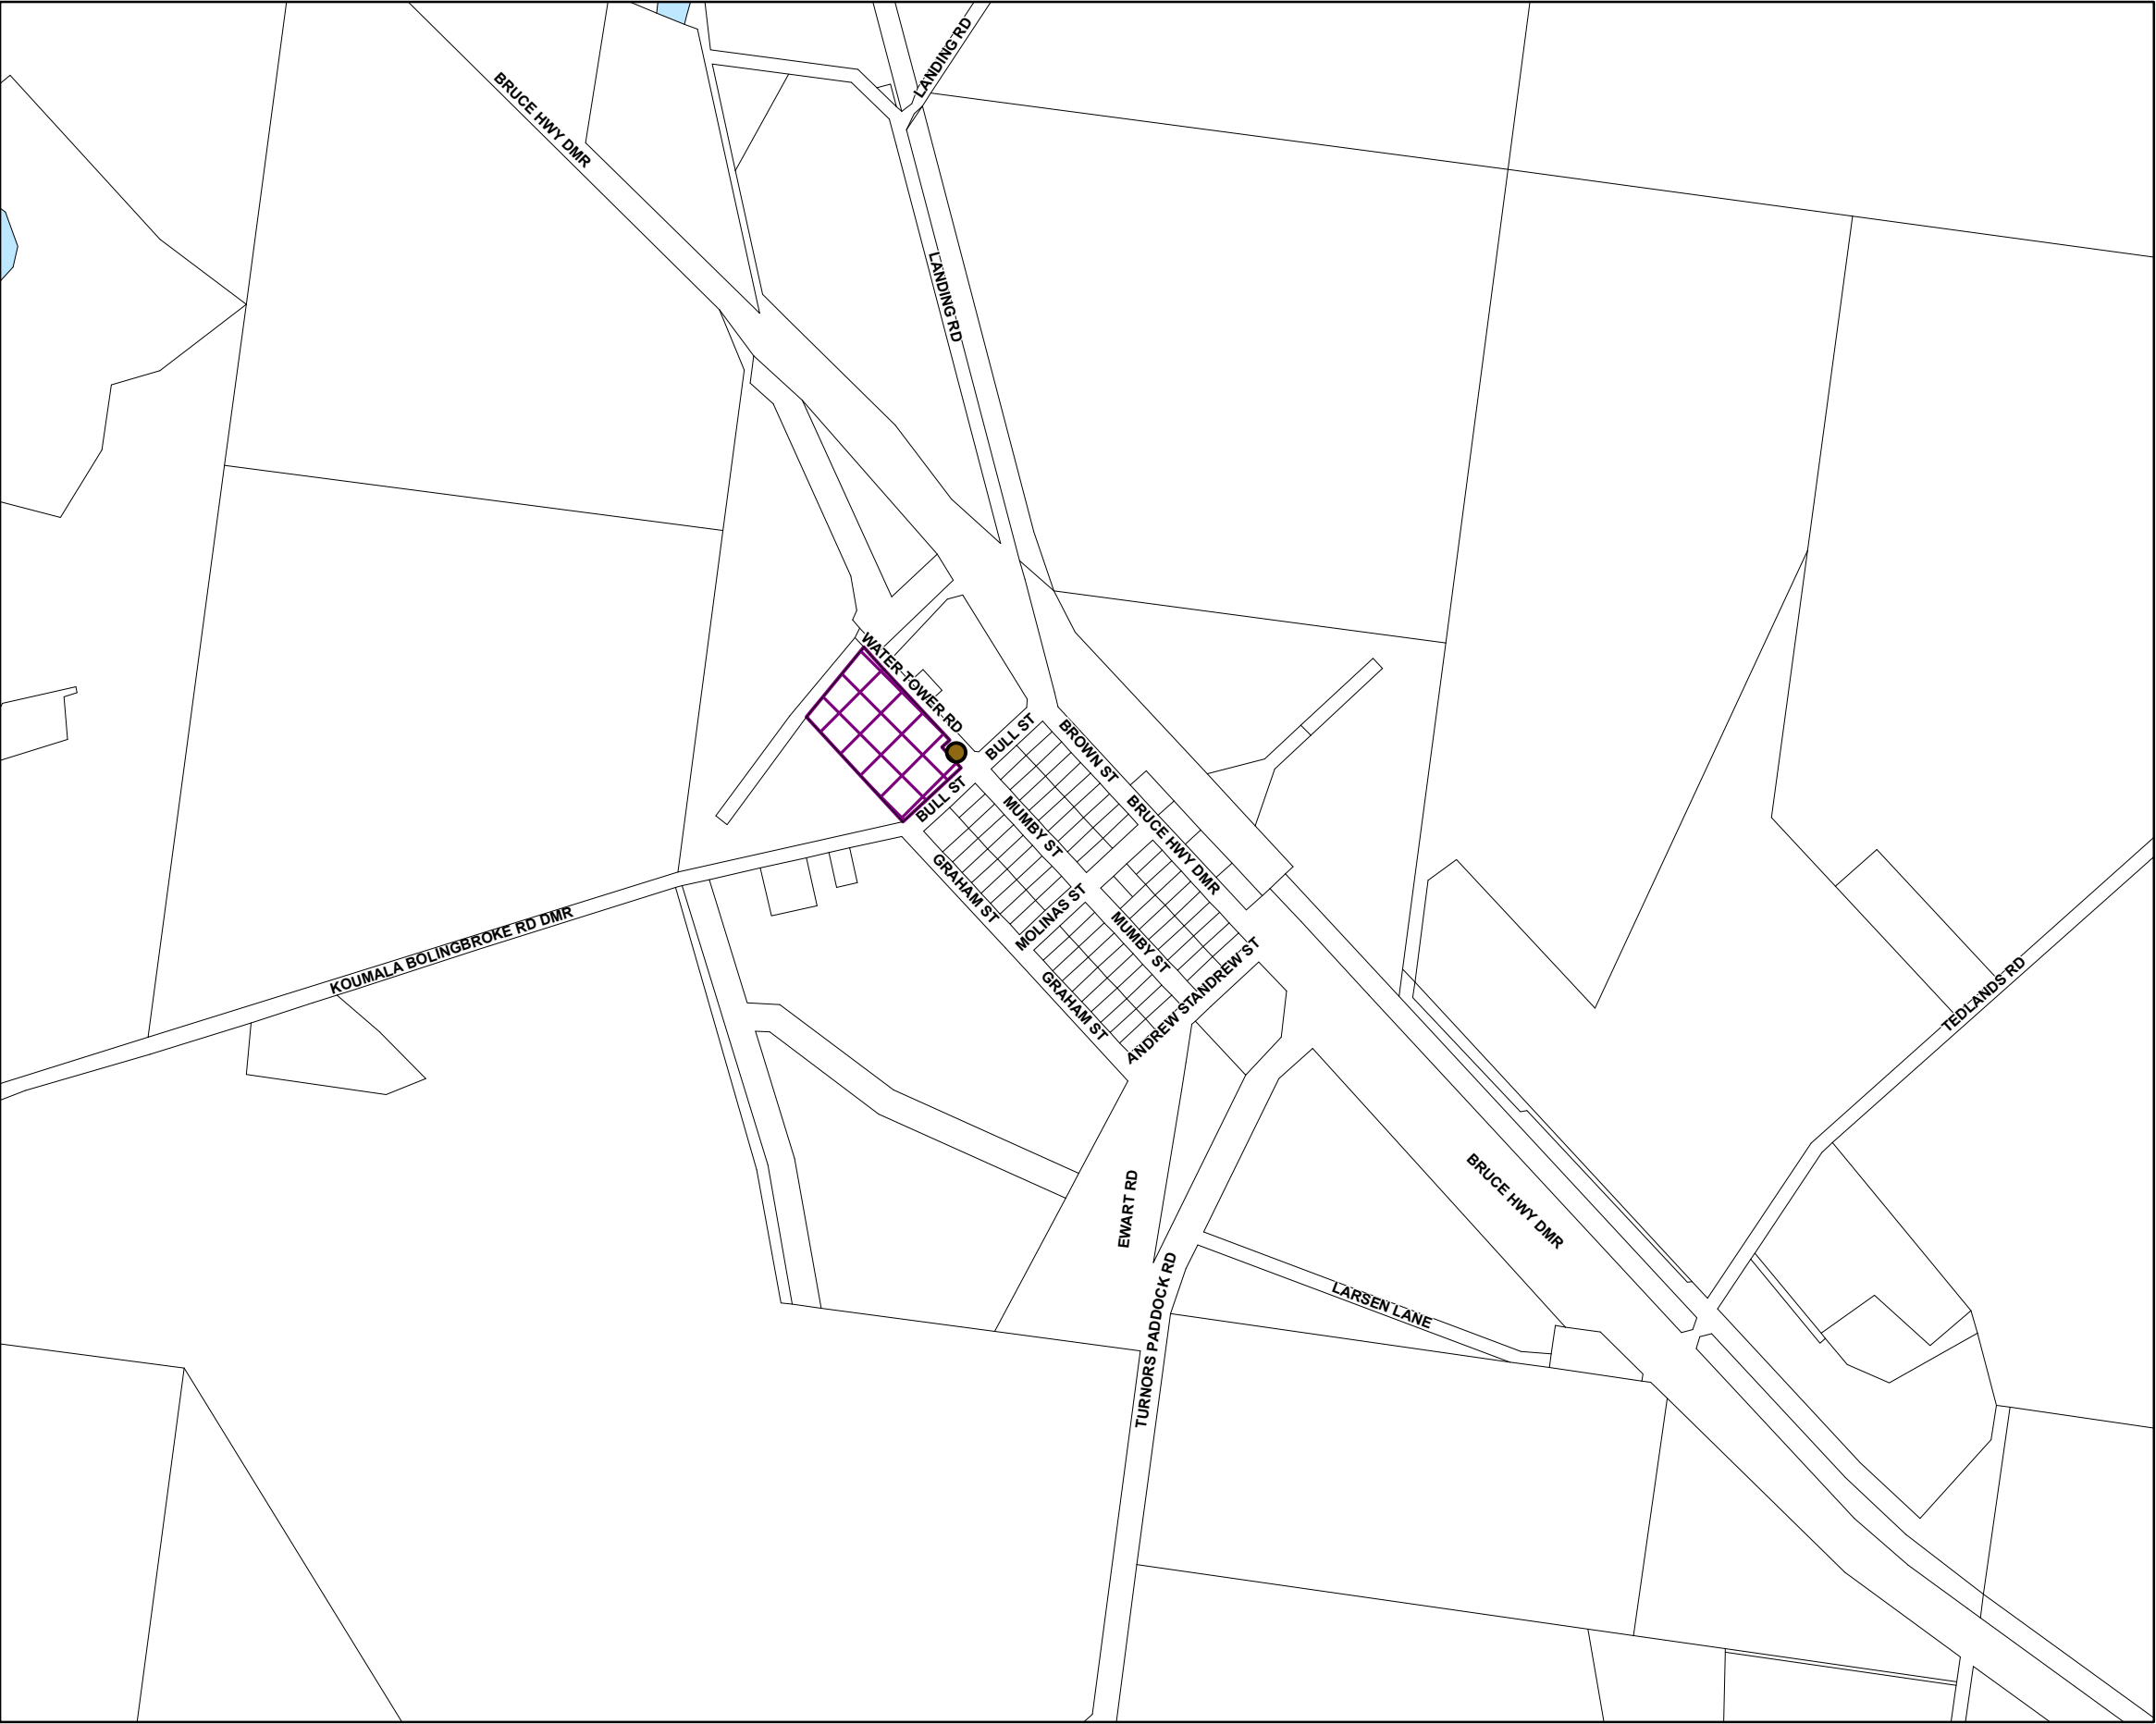 LANDING RD
BRUCE HWY DMR
LANDING RD
WATER TOWER RD
BULL ST
BROWN ST
BULL ST
MUMBY ST
BRUCE HWY DMR
GRAHAM ST
MOLINAS ST
MUMBY ST
KOUMALA BOLINGBROKE RD DMR
GRAHAM ST
ANDREW ST
ANDREW ST
TEDLANDS RD
EWART RD
BRUCE HWY DMR
LARSEN LANE
TURNORS PADDOCK RD